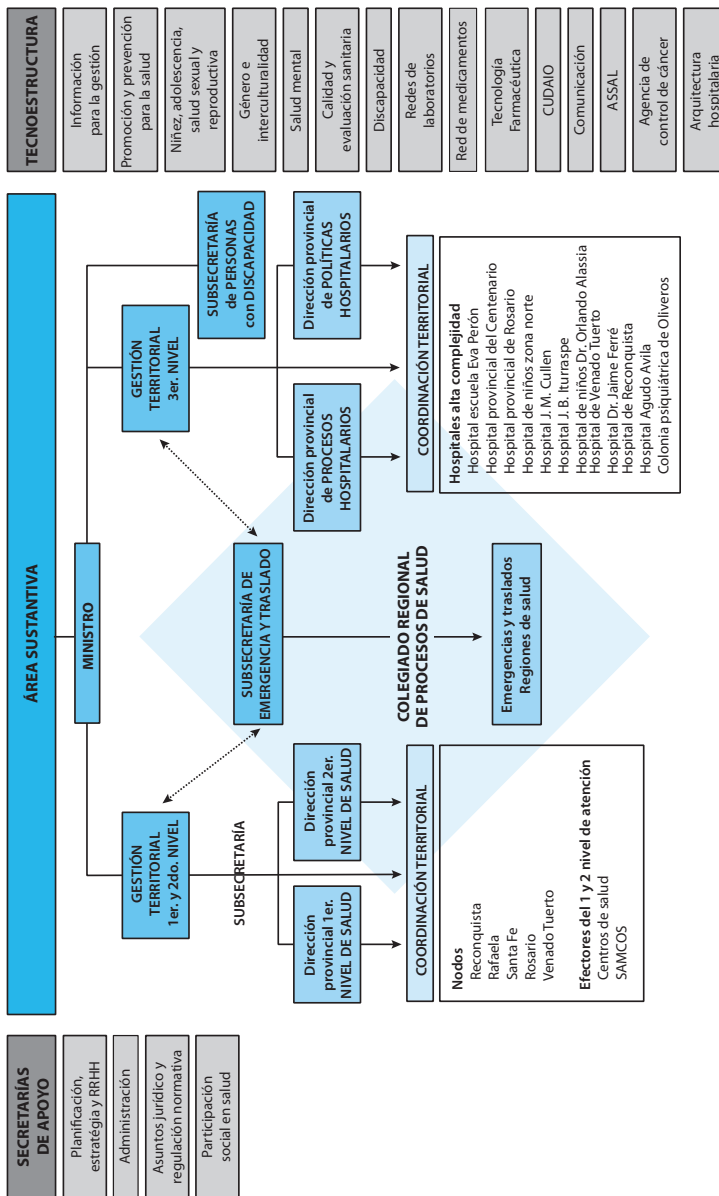 SECRETARÍAS
DE APOYO
Planificación,
estratégia y RRHH
Administración
Asuntos jurídico y
regulación normativa
Participación
social en salud
ÁREA SUSTANTIVA
MINISTRO
GESTIÓN
TERRITORIAL
1er. y 2do. NIVEL
SUBSECRETARÍA
Dirección
provincial 1er.
NIVEL DE SALUD
Dirección
provincial 2er.
NIVEL DE SALUD
COORDINACIÓN TERRITORIAL
Nodos
Reconquista
Rafaela
Santa Fe
Rosario
Venado Tuerto
Efectores del 1 y 2 nivel de atención
Centros de salud
SAMCOS
SUBSECRETARÍA DE
EMERGENCIA Y TRASLADO
COLEGIADO REGIONAL
DE PROCESOS DE SALUD
Emergencias y traslados
Regiones de salud
GESTIÓN
TERRITORIAL
3er. NIVEL
SUBSECRETARÍA
de PERSONAS
con DISCAPACIDAD
Dirección provincial
de PROCESOS
HOSPITALARIOS
Dirección provincial
de POLÍTICAS
HOSPITALARIOS
COORDINACIÓN TERRITORIAL
Hospitales alta complejidad
Hospital escuela Eva Perón
Hospital provincial del Centenario
Hospital provincial de Rosario
Hospital de niños zona norte
Hospital J. M. Cullen
Hospital J. B. Iturraspe
Hospital de niños Dr. Orlando Alassia
Hospital de Venado Tuerto
Hospital Dr. Jaime Ferré
Hospital de Reconquista
Hospital Agudo Avila
Colonia psiquiátrica de Oliveros
TECNOESTRUCTURA
Información
para la gestión
Promoción y prevención
para la salud
Niñez, adolescencia,
salud sexual y
reproductiva
Género e
interculturalidad
Salud mental
Calidad y
evaluación sanitaria
Discapacidad
Redes de
laboratorios
Red de medicamentos
Tecnología
Farmacéutica
CUDAIO
Comunicación
ASSAL
Agencia de
control de cáncer
Arquitectura
hospitalaria